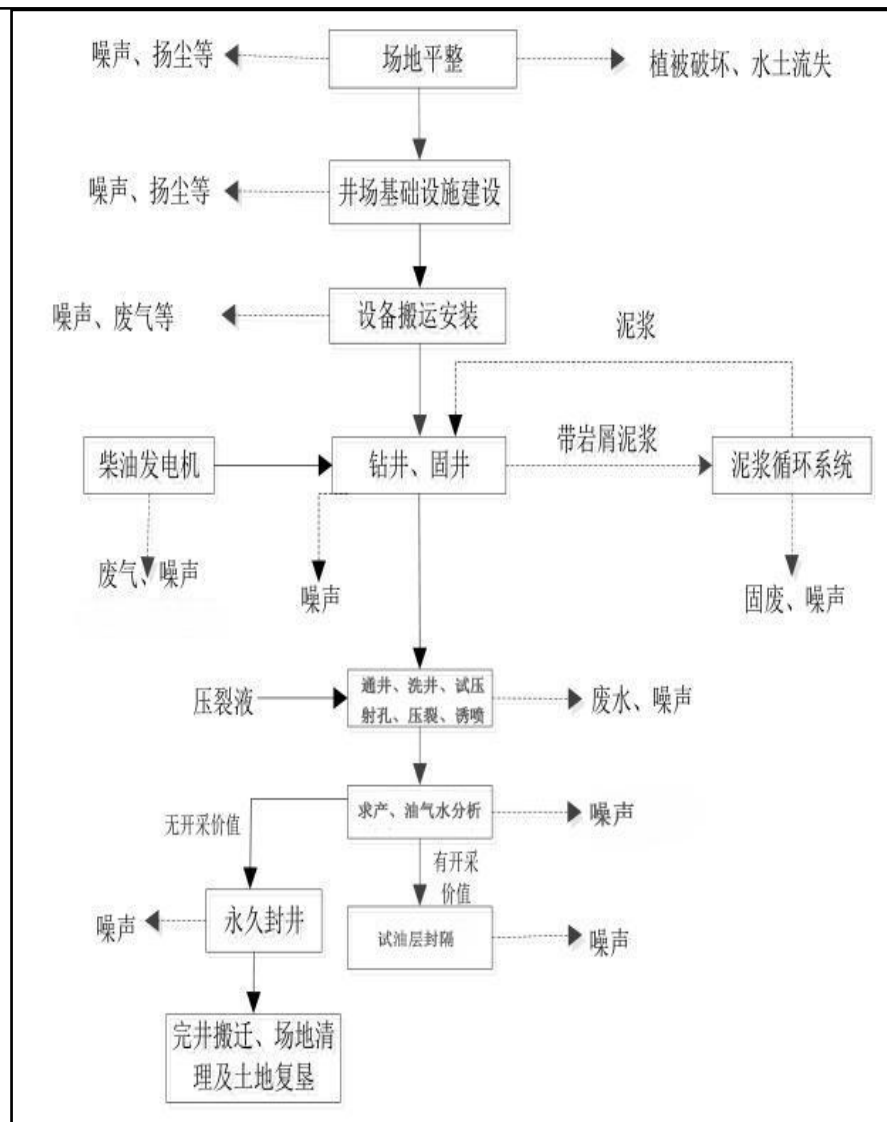 噪声、扬尘等
场地平整
植被破坏、水土流失
噪声、扬尘等
井场基础设施建设
噪声、废气等
设备搬运安装
泥浆
柴油发电机
钻井、固井
带岩屑泥浆
泥浆循环系统
废气、噪声
噪声
固废、噪声
压裂液
通井、洗井、试压
射孔、压裂、诱喷
废水、噪声
无开采价值
求产、油气水分析
噪声
有开采
价值
噪声
永久封井
试油层封隔
噪声
完井搬迁、场地清
理及土地复垦